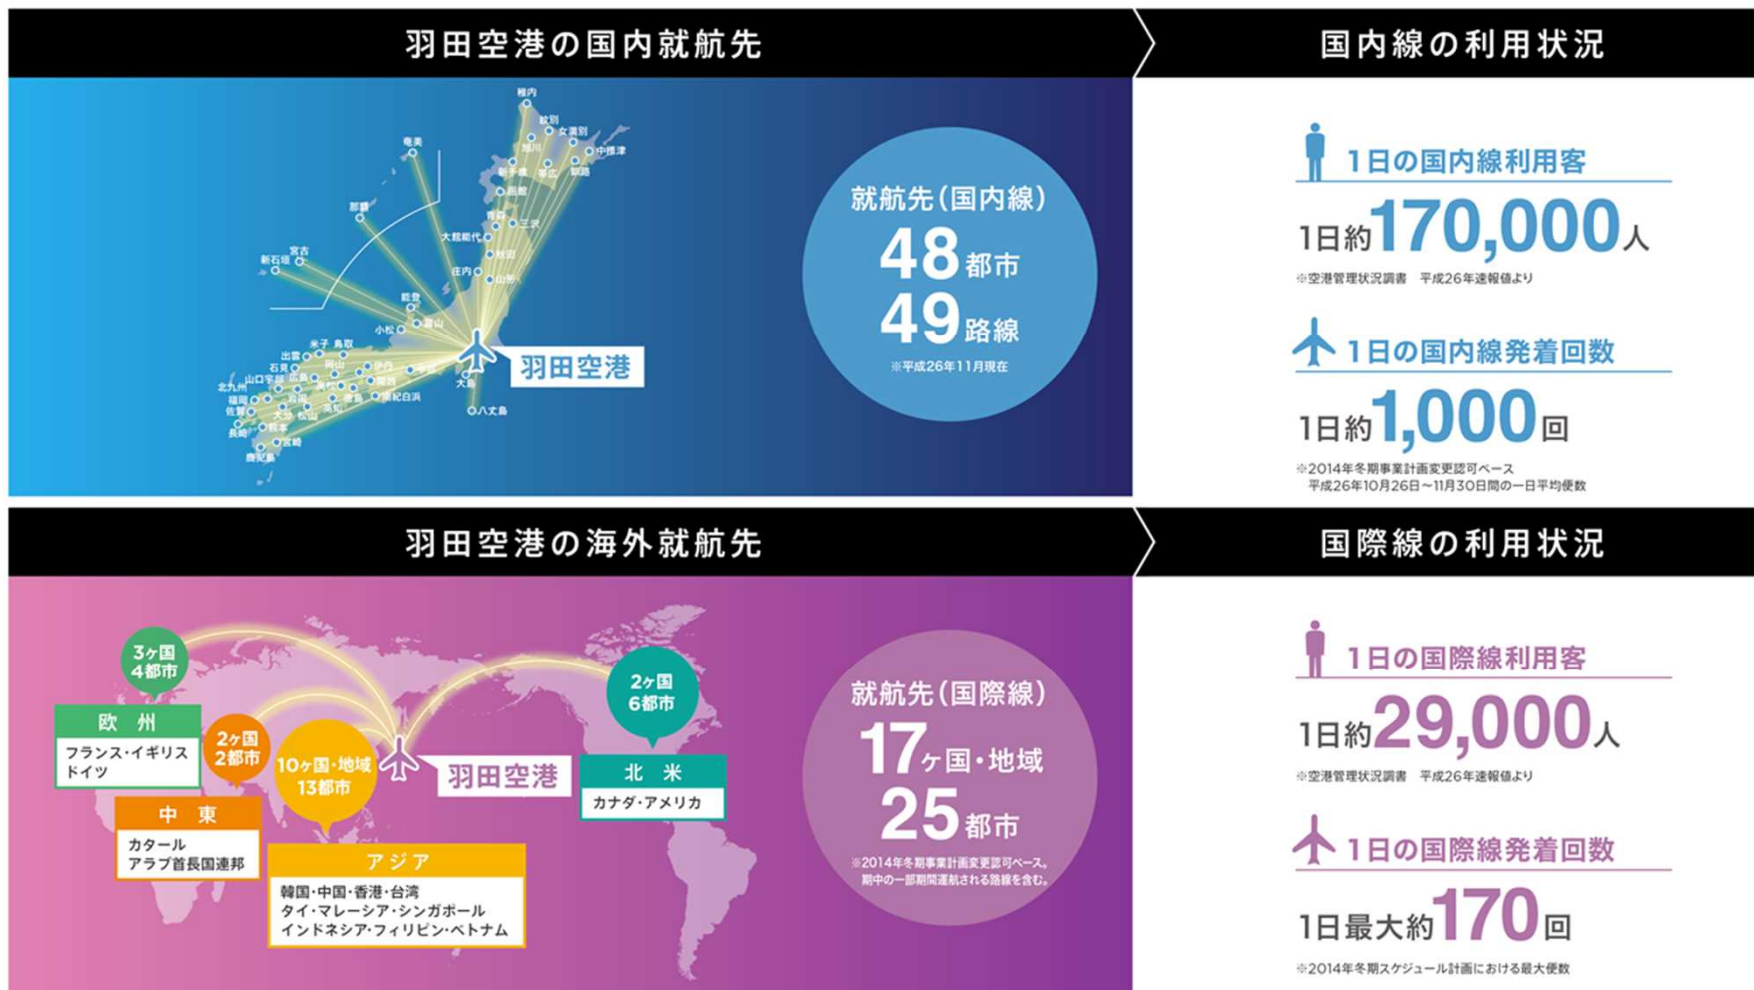 羽田空港の国内就航先
国内線の利用状況
稚内
紋別
女満別
旭川
中標津
奄美
新千歳
帯広
釧路
函館
那覇
青森
三沢
大館能代
宮古
秋田
新石垣
庄内
山形
能登
富山
小松
米子 鳥取
出雲
岡山
伊丹
石見
山口宇部
広島
高松
関西
北九州
大島
福岡
徳島
南紀白浜
佐賀
大分 松山
高知
八丈島
長崎
熊本
宮崎
鹿児島
羽田空港
就航先（国内線）
48都市
49路線
※平成26年11月現在
1日の国内線利用客
1日約170,000人
※空港管理状況調書　平成26年速報値より
1日の国内線発着回数
1日約1,000回
※2014年冬期事業計画変更認可ベース
平成26年10月26日～11月30日間の一日平均便数
羽田空港の海外就航先
国際線の利用状況
3ヶ国
4都市
欧　州
フランス・イギリス
ドイツ
2ヶ国
2都市
中　東
カタール
アラブ首長国連邦
10ヶ国・地域
13都市
アジア
韓国・中国・香港・台湾
タイ・マレーシア・シンガポール
インドネシア・フィリピン・ベトナム
羽田空港
2ヶ国
6都市
北　米
カナダ・アメリカ
就航先（国際線）
17ヶ国・地域
25都市
※2014年冬期事業計画変更認可ベース。
期中の一部期間運航される路線を含む。
1日の国際線利用客
1日約29,000人
※空港管理状況調書　平成26年速報値より
1日の国際線発着回数
1日最大約170回
※2014年冬期スケジュール計画における最大便数